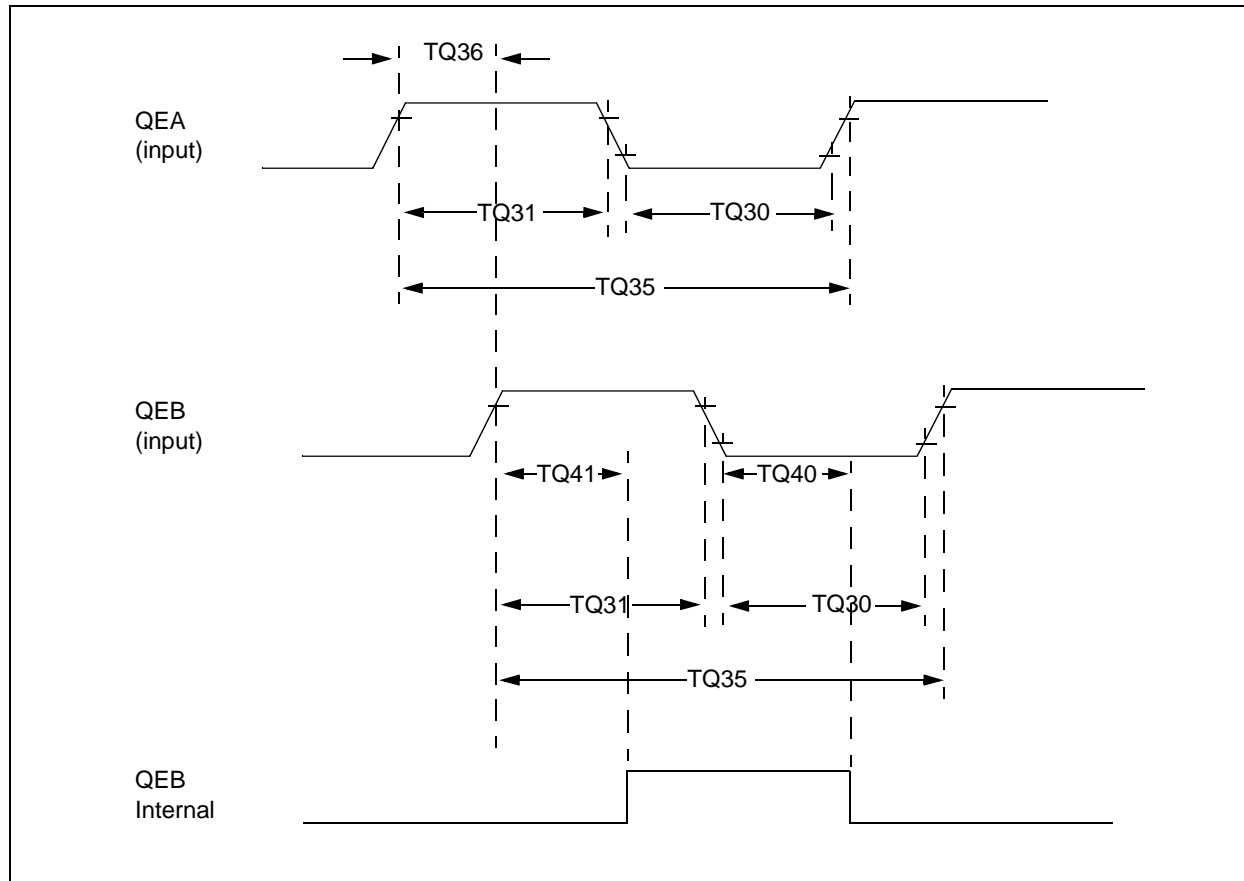 TQ36
QEA
(input)
TQ31
TQ30
TQ35
QEB
(input)
TQ41
TQ40
TQ31
TQ30
TQ35
QEB
Internal